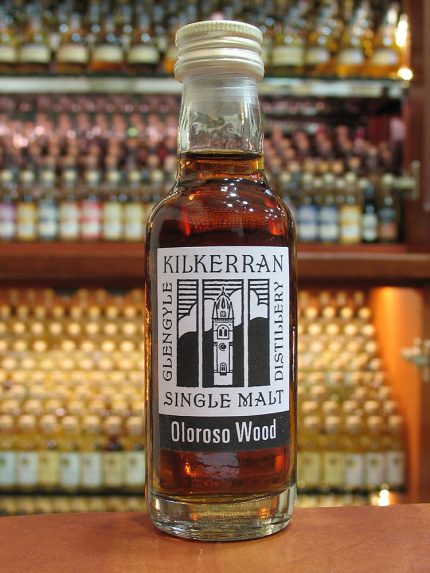 KILKERRAN
GLENGYLE
DISTILLERY
SINGLE MALT
Oloroso Wood